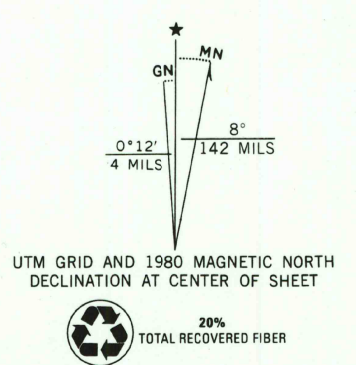 MN
GN
8°
142 MILS
0°12'
4 MILS
UTM GRID AND 1980 MAGNETIC NORTH
DECLINATION AT CENTER OF SHEET
20%
TOTAL RECOVERED FIBER